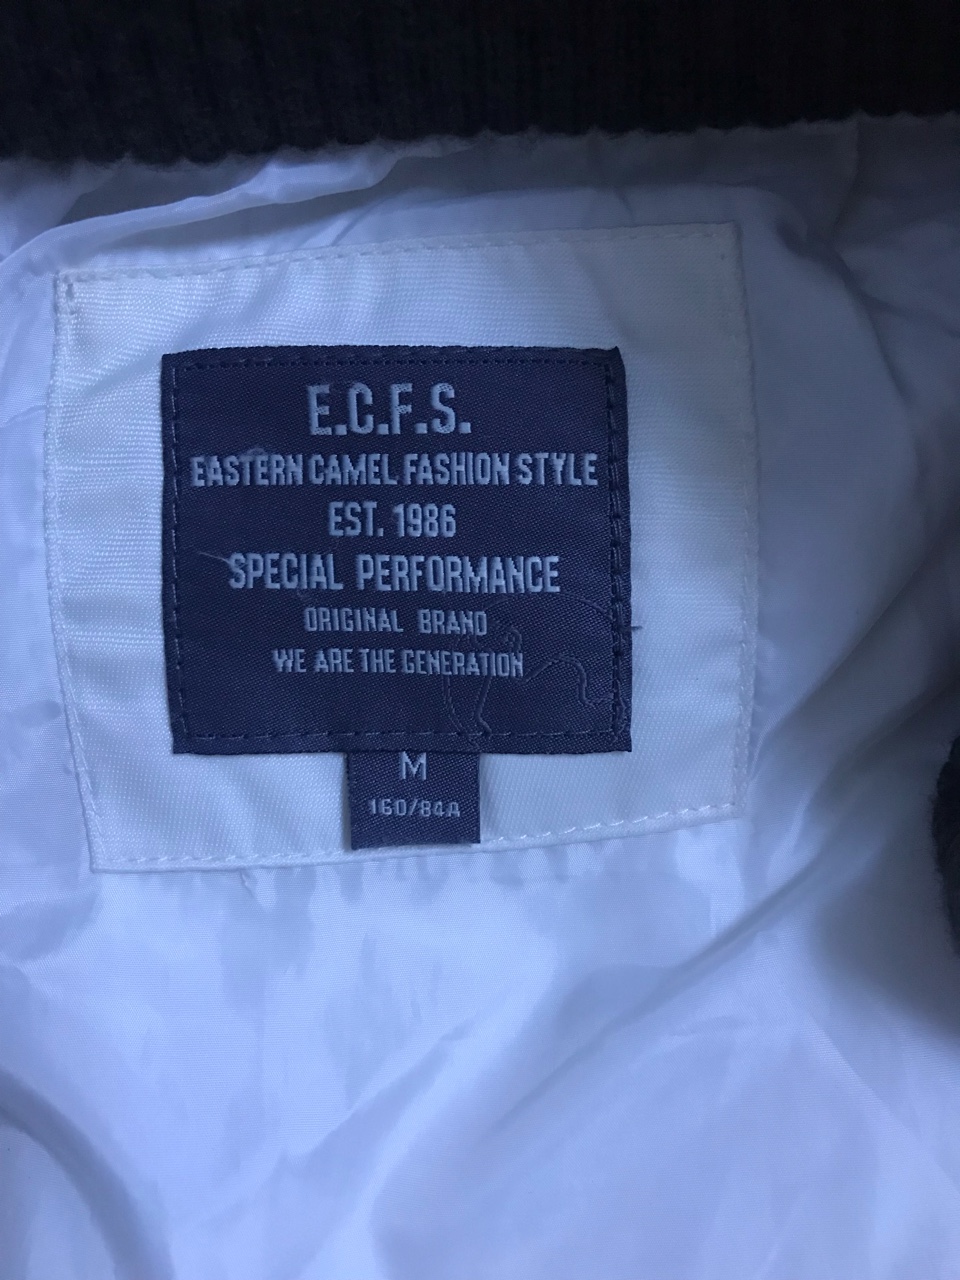 E.C.F.S.
EASTERN CAMEL FASHION STYLE
EST. 1986
SPECIAL PERFORMANCE
ORIGINAL BRAND
WE ARE THE GENERATION
M
160/84A